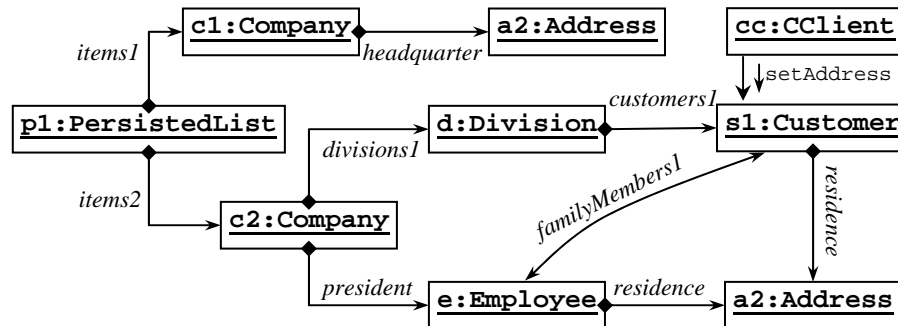 c1:Company
a2:Address
cc:CClient
items1
headquarter
setAddress
customers1
p1:PersistedList
d:Division
s1:Customer
divisions1
items2
familyMembers1
residence
c2:Company
president
e:Employee
residence
a2:Address